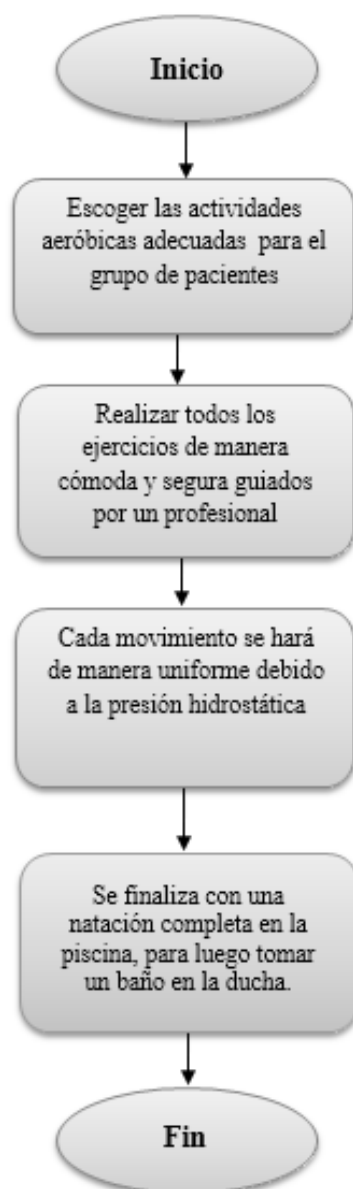 Inicio
Escoger las actividades
aeróbicas adecuadas para el
grupo de pacientes
Realizar todos los
ejercicios de manera
cómoda y segura guiados
por un profesional
Cada movimiento se hará
de manera uniforme debido
a la presión hidrostática
Se finaliza con una
natación completa en la
piscina, para luego tomar
un baño en la ducha.
Fin